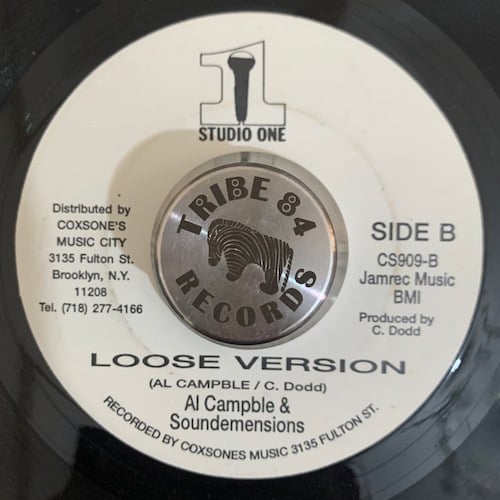 1
STUDIO ONE
TRIBE 84
RECORDS
Distributed by
COXSONE'S
MUSIC CITY
3135 Fulton St.
Brooklyn, N.Y.
11208
Tel. (718) 277-4166
SIDE B
CS909-B
Jamrec Music
BMI
Produced by
C. Dodd
LOOSE VERSION
(AL CAMPBLE / C. Dodd)
Al Campble &
Soundemensions
RECORDED BY COXSONES MUSIC 3135 FULTON ST.